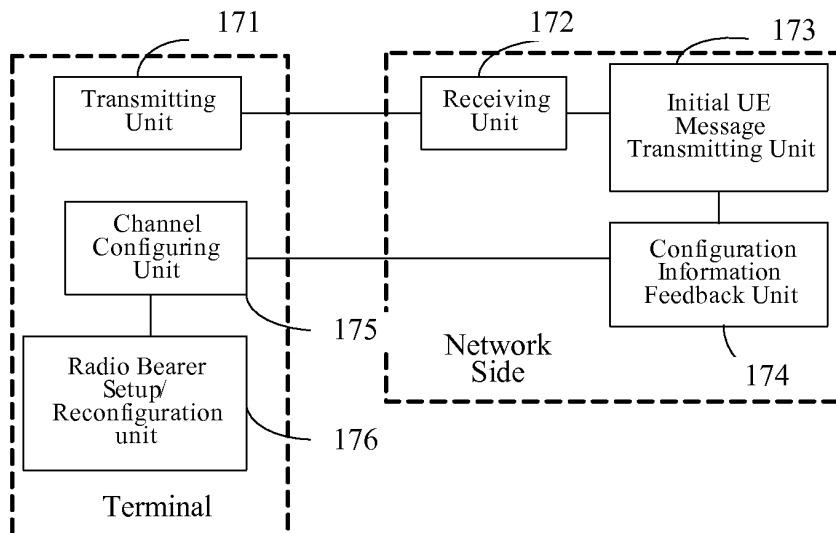 171
172
173
Transmitting
Unit
Receiving
Unit
Initial UE
Message
Transmitting Unit
Channel
Configuring
Unit
Configuration
Information
Feedback Unit
175
174
Network
Side
Radio Bearer
Setup/
Reconfiguration
unit
176
Terminal